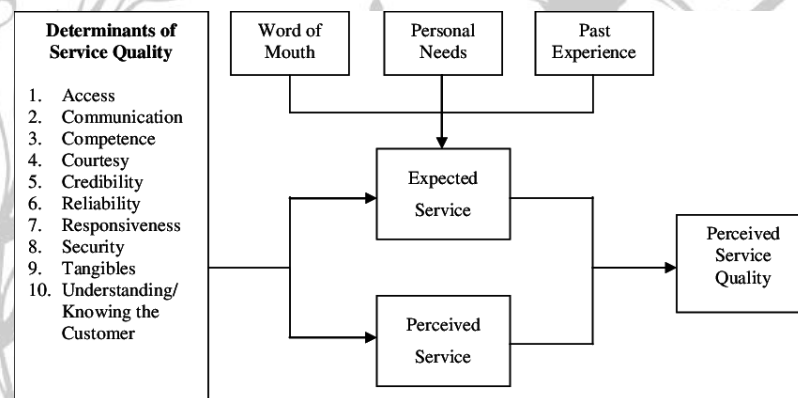 Determinants of
Service Quality
1. Access
2. Communication
3. Competence
4. Courtesy
5. Credibility
6. Reliability
7. Responsiveness
8. Security
9. Tangibles
10. Understanding/
Knowing the
Customer
Word of
Mouth
Personal
Needs
Past
Experience
Expected
Service
Perceived
Service
Perceived
Service
Quality